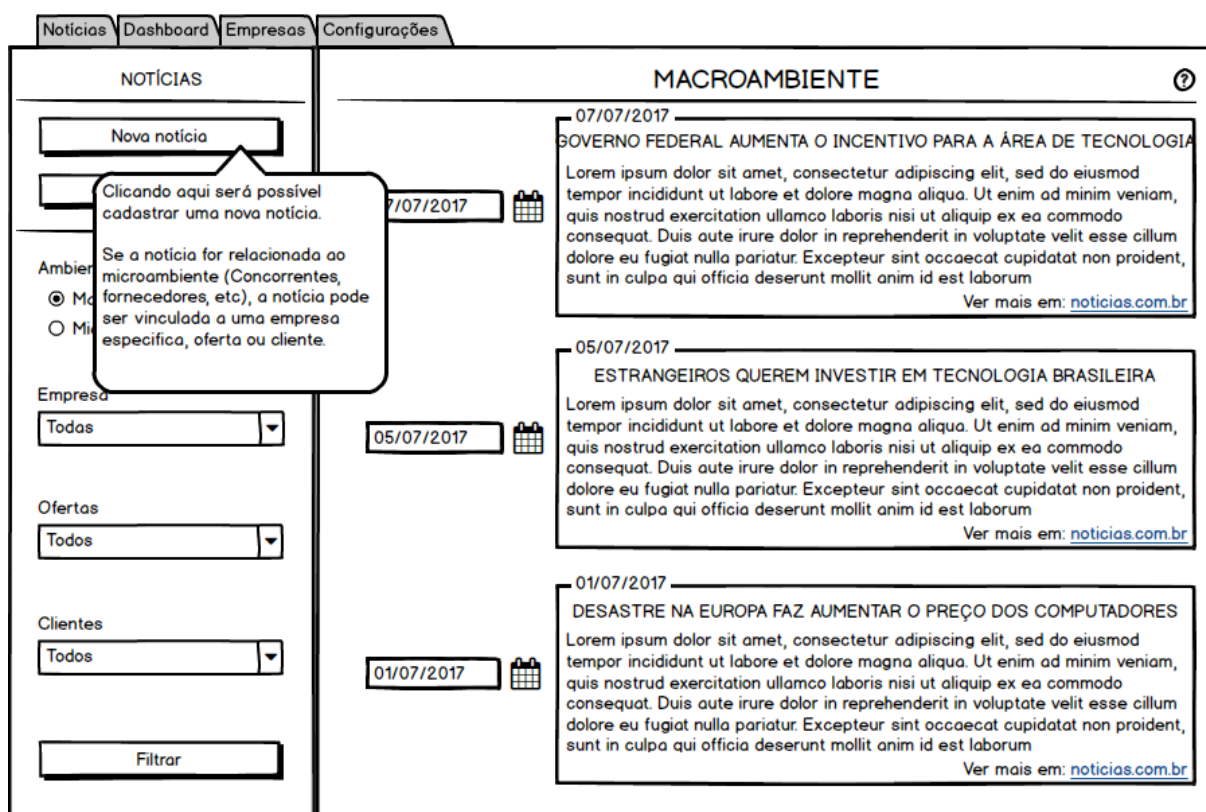 Notícias Dashboard Empresas Configurações
NOTÍCIAS
Nova notícia
Clicando aqui será possível
cadastrar uma nova notícia.
Se a notícia for relacionada ao
microambiente (Concorrentes,
fornecedores, etc), a notícia pode
ser vinculada a uma empresa
especifica, oferta ou cliente.
Empresa
Todas
Ofertas
Todos
Clientes
Todos
Filtrar
MACROAMBIENTE
?
07/07/2017
GOVERNO FEDERAL AUMENTA O INCENTIVO PARA A ÁREA DE TECNOLOGIA
Lorem ipsum dolor sit amet, consectetur adipiscing elit, sed do eiusmod
tempor incididunt ut labore et dolore magna aliqua. Ut enim ad minim veniam,
quis nostrud exercitation ullamco laboris nisi ut aliquip ex ea commodo
consequat. Duis aute irure dolor in reprehenderit in voluptate velit esse cillum
dolore eu fugiat nulla pariatur. Excepteur sint occaecat cupidatat non proident,
sunt in culpa qui officia deserunt mollit anim id est laborum
Ver mais em: noticias.com.br
05/07/2017
05/07/2017
ESTRANGEIROS QUEREM INVESTIR EM TECNOLOGIA BRASILEIRA
Lorem ipsum dolor sit amet, consectetur adipiscing elit, sed do eiusmod
tempor incididunt ut labore et dolore magna aliqua. Ut enim ad minim veniam,
quis nostrud exercitation ullamco laboris nisi ut aliquip ex ea commodo
consequat. Duis aute irure dolor in reprehenderit in voluptate velit esse cillum
dolore eu fugiat nulla pariatur. Excepteur sint occaecat cupidatat non proident,
sunt in culpa qui officia deserunt mollit anim id est laborum
Ver mais em: noticias.com.br
01/07/2017
01/07/2017
DESASTRE NA EUROPA FAZ AUMENTAR O PREÇO DOS COMPUTADORES
Lorem ipsum dolor sit amet, consectetur adipiscing elit, sed do eiusmod
tempor incididunt ut labore et dolore magna aliqua. Ut enim ad minim veniam,
quis nostrud exercitation ullamco laboris nisi ut aliquip ex ea commodo
consequat. Duis aute irure dolor in reprehenderit in voluptate velit esse cillum
dolore eu fugiat nulla pariatur. Excepteur sint occaecat cupidatat non proident,
sunt in culpa qui officia deserunt mollit anim id est laborum
Ver mais em: noticias.com.br